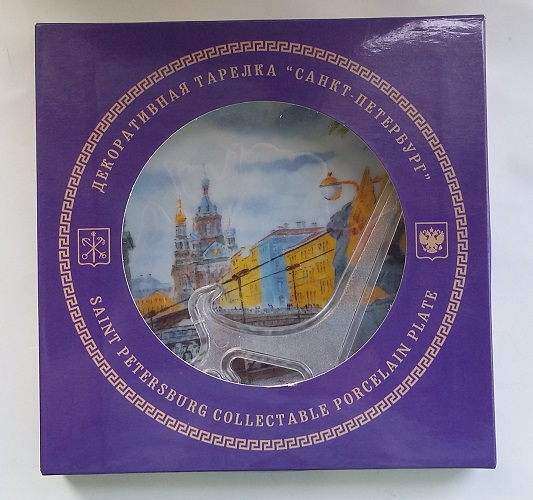 ДЕКОРАТИВНАЯ ТАРЕЛКА "САНКТ-ПЕТЕРБУРГ"
SAINT PETERSBURG COLLECTABLE PORCELAIN PLATE